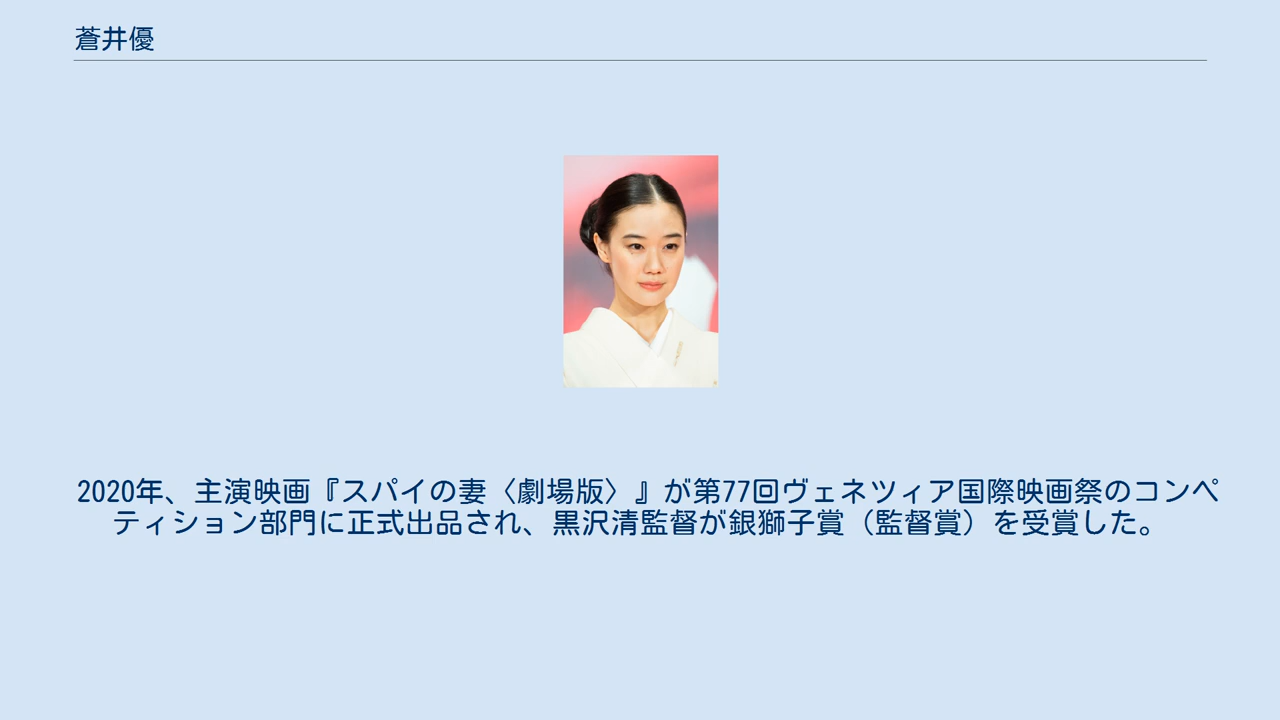 蒼井優
2020年、主演映画『スパイの妻〈劇場版〉』が第77回ヴェネツィア国際映画祭のコンペ
ティション部門に正式出品され、黒沢清監督が銀獅子賞（監督賞）を受賞した。